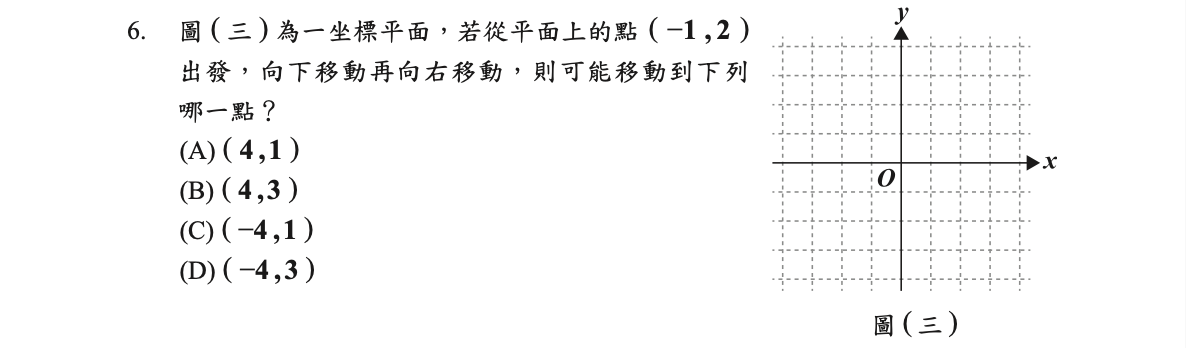 6. 圖(三)為一坐標平面，若從平面上的點(−1,2)
出發，向下移動再向右移動，則可能移動到下列
哪一點？
(A)(4,1)
(B)(4,3)
(C)(−4,1)
(D)(−4,3)
y
x
O
圖(三)